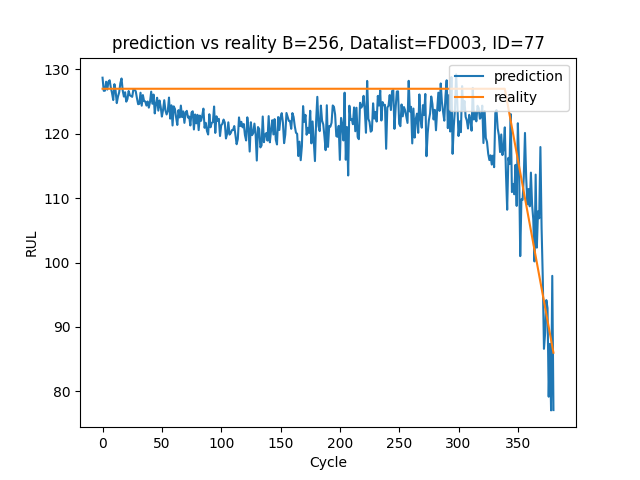 prediction vs reality B=256, Datalist=FD003, ID=77
prediction
reality
130
120
110
100
90
80
RUL
0 50 100 150 200 250 300 350
Cycle